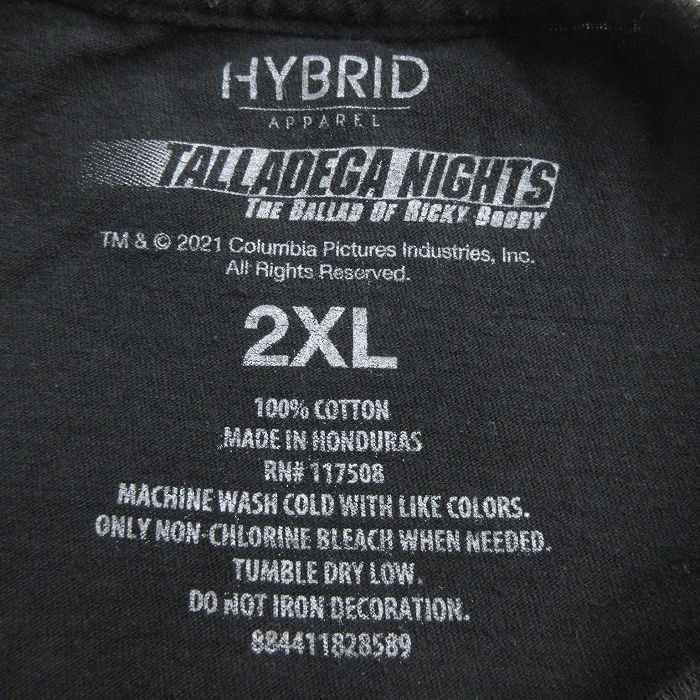 HYBRID
APPAREL
TALLADEGA NIGHTS
THE BALLAD OF RICKY BOBBY
TM & © 2021 Columbia Pictures Industries, Inc.
All Rights Reserved.
2XL
100% COTTON
MADE IN HONDURAS
RN# 117508
MACHINE WASH COLD WITH LIKE COLORS.
ONLY NON-CHLORINE BLEACH WHEN NEEDED.
TUMBLE DRY LOW.
DO NOT IRON DECORATION.
884411828589